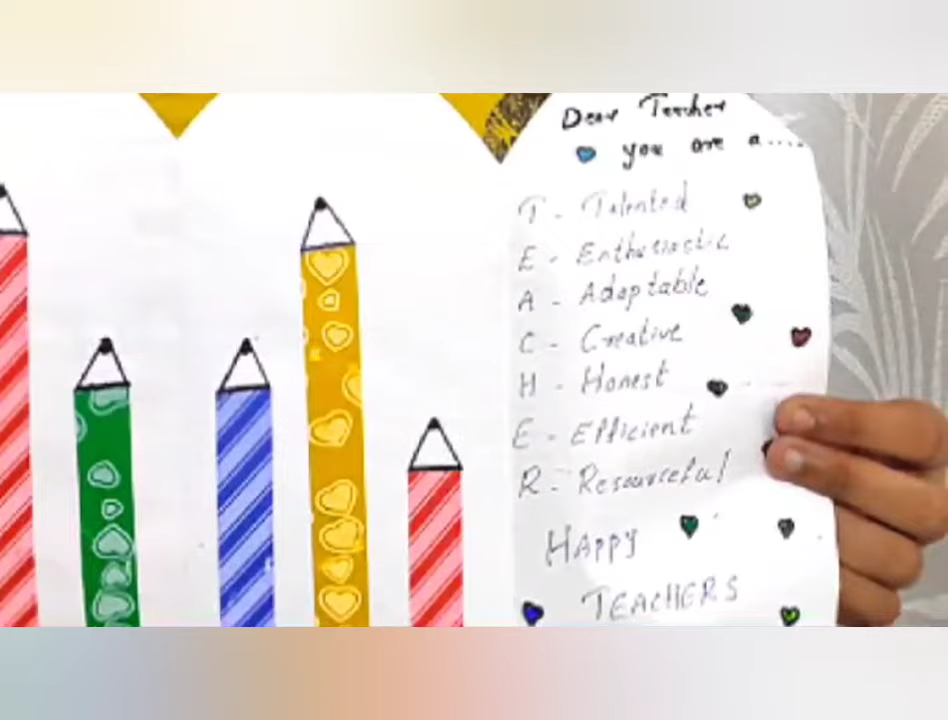 Dear Teacher
you are a....
T - Talented
E - Enthusiastic
A - Adaptable
C - Creative
H - Honest
E - Efficient
R - Resourceful
HAPPY
TEACHERS